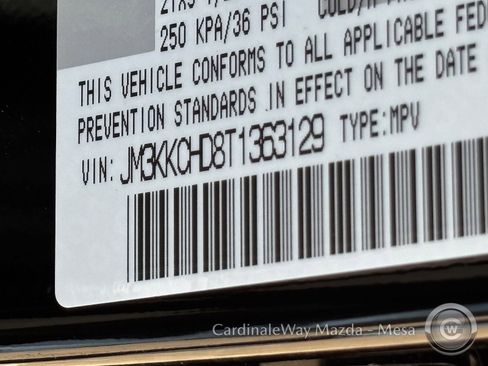 250 KPA/36 PSI
THIS VEHICLE CONFORMS TO ALL APPLICABLE FED
PREVENTION STANDARDS IN EFFECT ON THE DATE
VIN: JM3KKCHD8T1363129 TYPE:MPV
CardinaleWay Mazda - Mesa
CW